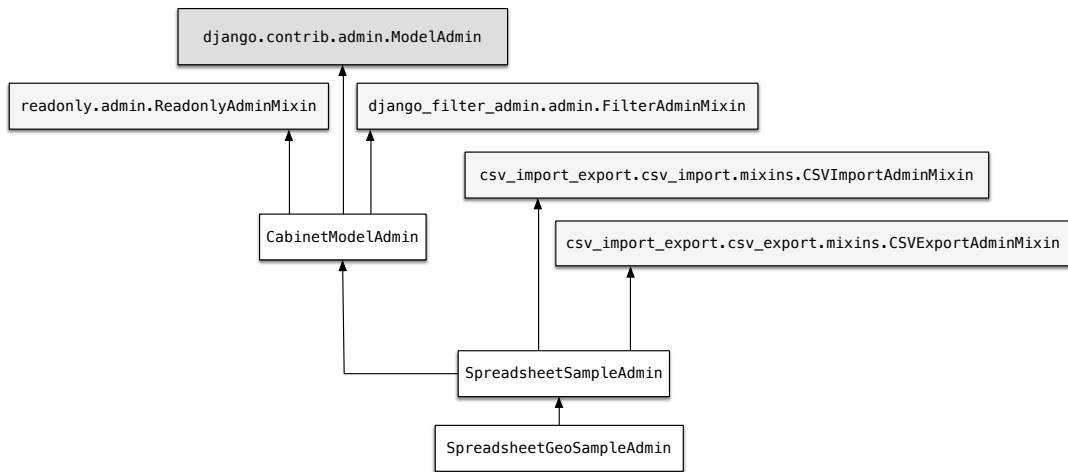 django.contrib.admin.ModelAdmin
readonly.admin.ReadonlyAdminMixin
django_filter_admin.admin.FilterAdminMixin
csv_import_export.csv_import.mixins.CSVImportAdminMixin
CabinetModelAdmin
csv_import_export.csv_export.mixins.CSVExportAdminMixin
SpreadsheetSampleAdmin
SpreadsheetGeoSampleAdmin